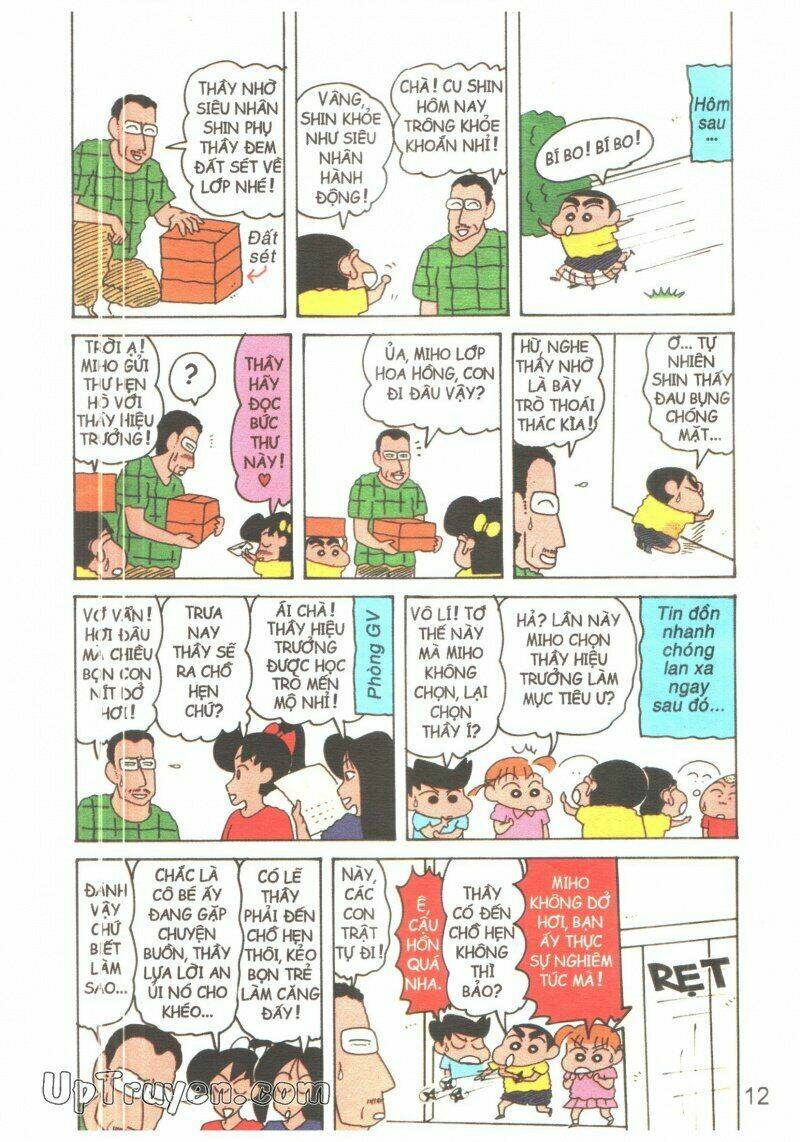 Hôm
sau
...
BÍ BO! BÍ BO!
CHÀ! CU SHIN
HÔM NAY
TRÔNG KHỎE
KHOẮN NHỈ!
VÂNG,
SHIN KHỎE
NHƯ SIÊU
NHÂN
HÀNH
ĐỘNG!
THẦY NHỜ
SIÊU NHÂN
SHIN PHỤ
THẦY ĐEM
ĐẤT SÉT VỀ
LỚP NHÉ!
Đất
sét
Ơ... TỰ
NHIÊN
SHIN THẤY
ĐAU BỤNG
CHÓNG
MẶT...
HỪ, NGHE
THẦY NHỜ
LÀ BÀY
TRÒ THOÁI
THÁC KÌA!
ỦA, MIHO LỚP
HOA HỒNG, CON
ĐI ĐÂU VẬY?
THẦY
HÃY
ĐỌC
BỨC
THƯ
NÀY!
♥
?
TRỜI Ạ!
MIHO GỬI
THƯ HẸN
HÒ VỚI
THẦY HIỆU
TRƯỞNG!
Tin đồn
nhanh
chóng
lan xa
ngay
sau đó...
HẢ? LẦN NÀY
MIHO CHỌN
THẦY HIỆU
TRƯỞNG LÀM
MỤC TIÊU Ư?
VÔ LÍ! TỚ
THẾ NÀY
MÀ MIHO
KHÔNG
CHỌN, LẠI
CHỌN
THẦY Í?
Phòng GV
ÁI CHÀ!
THẦY HIỆU
TRƯỞNG
ĐƯỢC HỌC
TRÒ MẾN
MỘ NHỈ!
TRƯA
NAY
THẦY SẼ
RA CHỖ
HẸN
CHỨ?
VỚ VẨN!
HƠI ĐÂU
MÀ CHIỀU
BỌN CON
NÍT DỞ
HƠI!
RẸT
MIHO
KHÔNG DỞ
HƠI, BẠN
ẤY THỰC
SỰ NGHIÊM
TÚC MÀ!
THẦY
CÓ ĐẾN
CHỖ HẸN
KHÔNG
THÌ
BẢO?
Ê,
CẬU
HỖN
QUÁ
NHA.
NÀY,
CÁC
CON
TRẬT
TỰ ĐI!
CÓ LẼ
THẦY
PHẢI ĐẾN
CHỖ HẸN
THÔI, KẺO
BỌN TRẺ
LÀM CĂNG
ĐẤY!
CHẮC LÀ
CÔ BÉ ẤY
ĐANG GẶP
CHUYỆN
BUỒN, THẦY
LỰA LỜI AN
ỦI NÓ CHO
KHÉO...
ĐÀNH
VẬY
CHỨ
BIẾT
LÀM
SAO...
UpTruyen.com
12